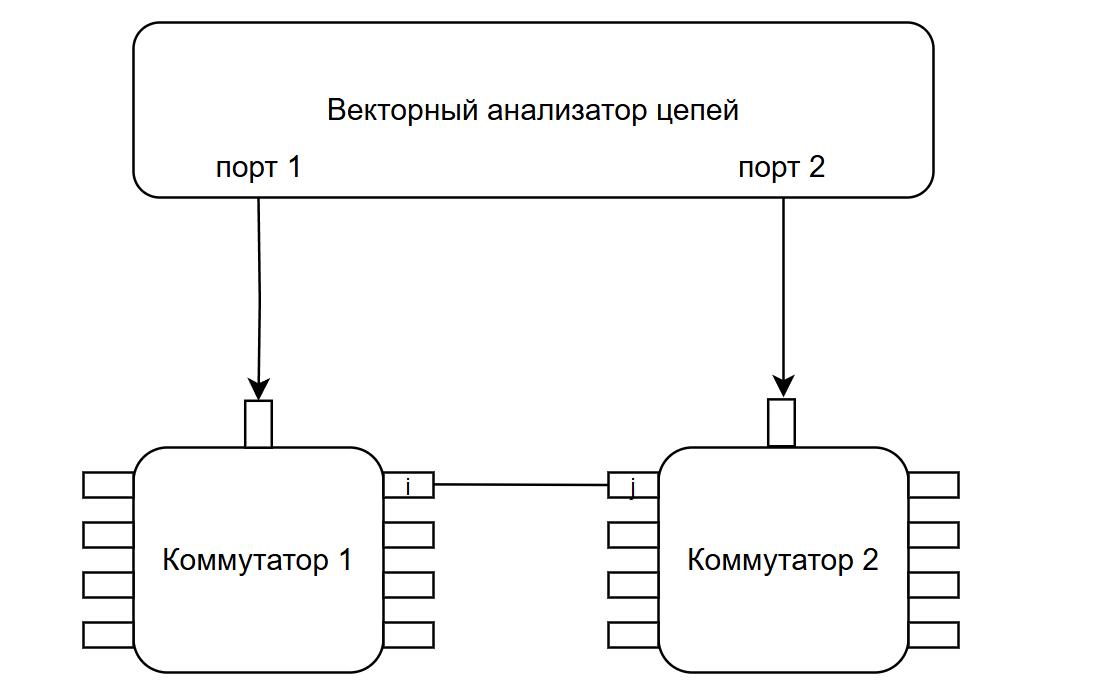 Векторный анализатор цепей
порт 1
порт 2
i
j
Коммутатор 1
Коммутатор 2